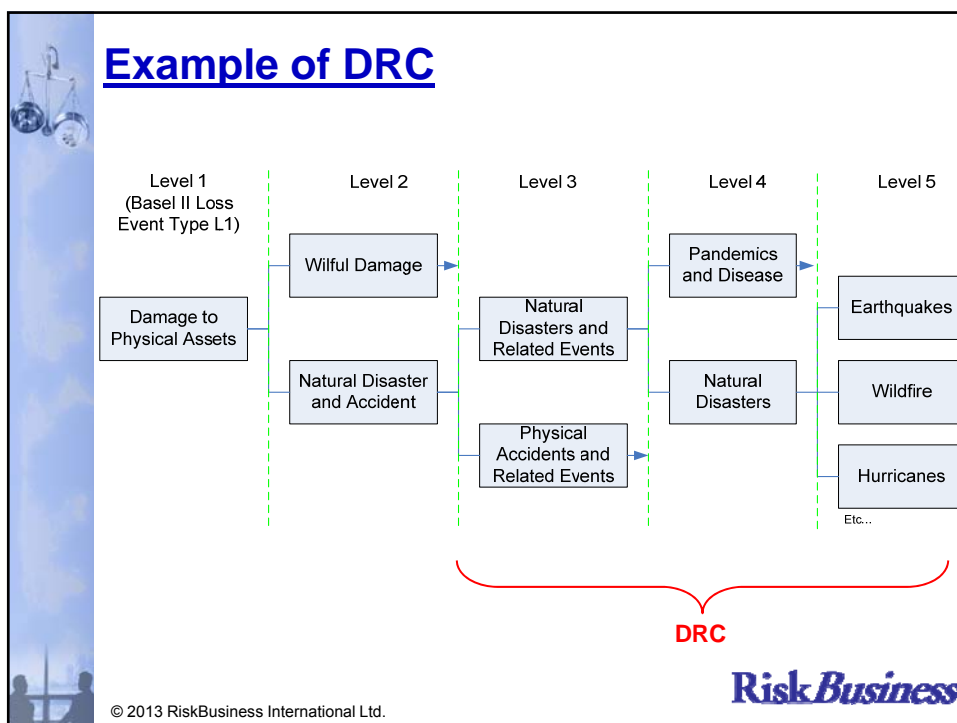 Example of DRC
Level 1
(Basel II Loss
Event Type L1)
Level 2
Level 3
Level 4
Level 5
Damage to
Physical Assets
Wilful Damage
Natural Disaster
and Accident
Natural
Disasters and
Related Events
Physical
Accidents and
Related Events
Pandemics
and Disease
Natural
Disasters
Earthquakes
Wildfire
Hurricanes
Etc...
DRC
RiskBusiness
© 2013 RiskBusiness International Ltd.